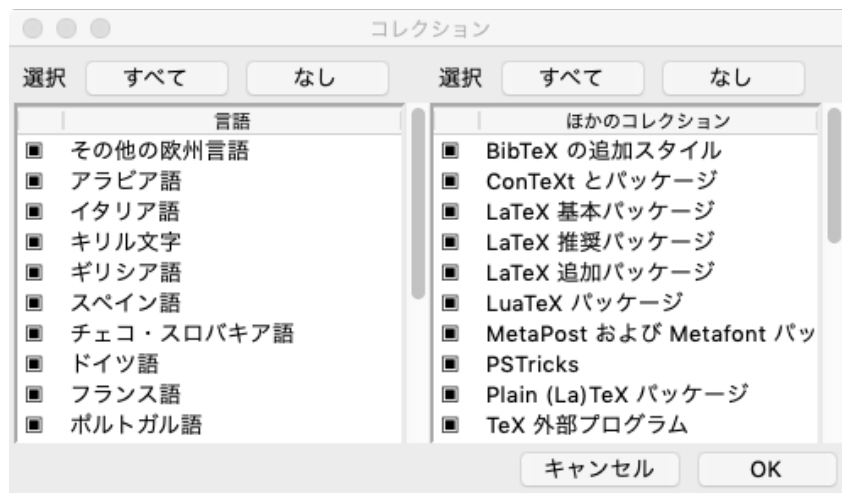 コレクション
選択 すべて なし
言語
その他の欧州言語
アラビア語
イタリア語
キリル文字
ギリシア語
スペイン語
チェコ・スロバキア語
ドイツ語
フランス語
ポルトガル語
選択 すべて なし
ほかのコレクション
BibTeX の追加スタイル
ConTeXt とパッケージ
LaTeX 基本パッケージ
LaTeX 推奨パッケージ
LaTeX 追加パッケージ
LuaTeX パッケージ
MetaPost および Metafont パッ
PSTricks
Plain (La)TeX パッケージ
TeX 外部プログラム
キャンセル OK